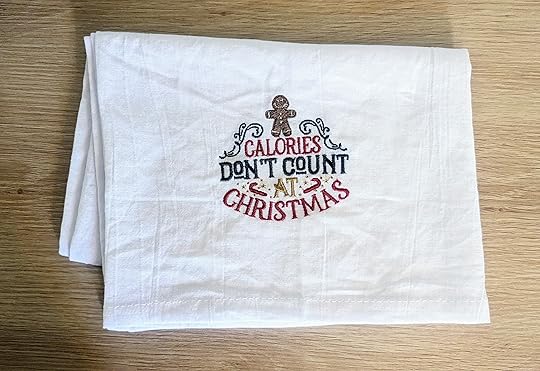 CALORIES
DON'T COUNT
AT
CHRISTMAS